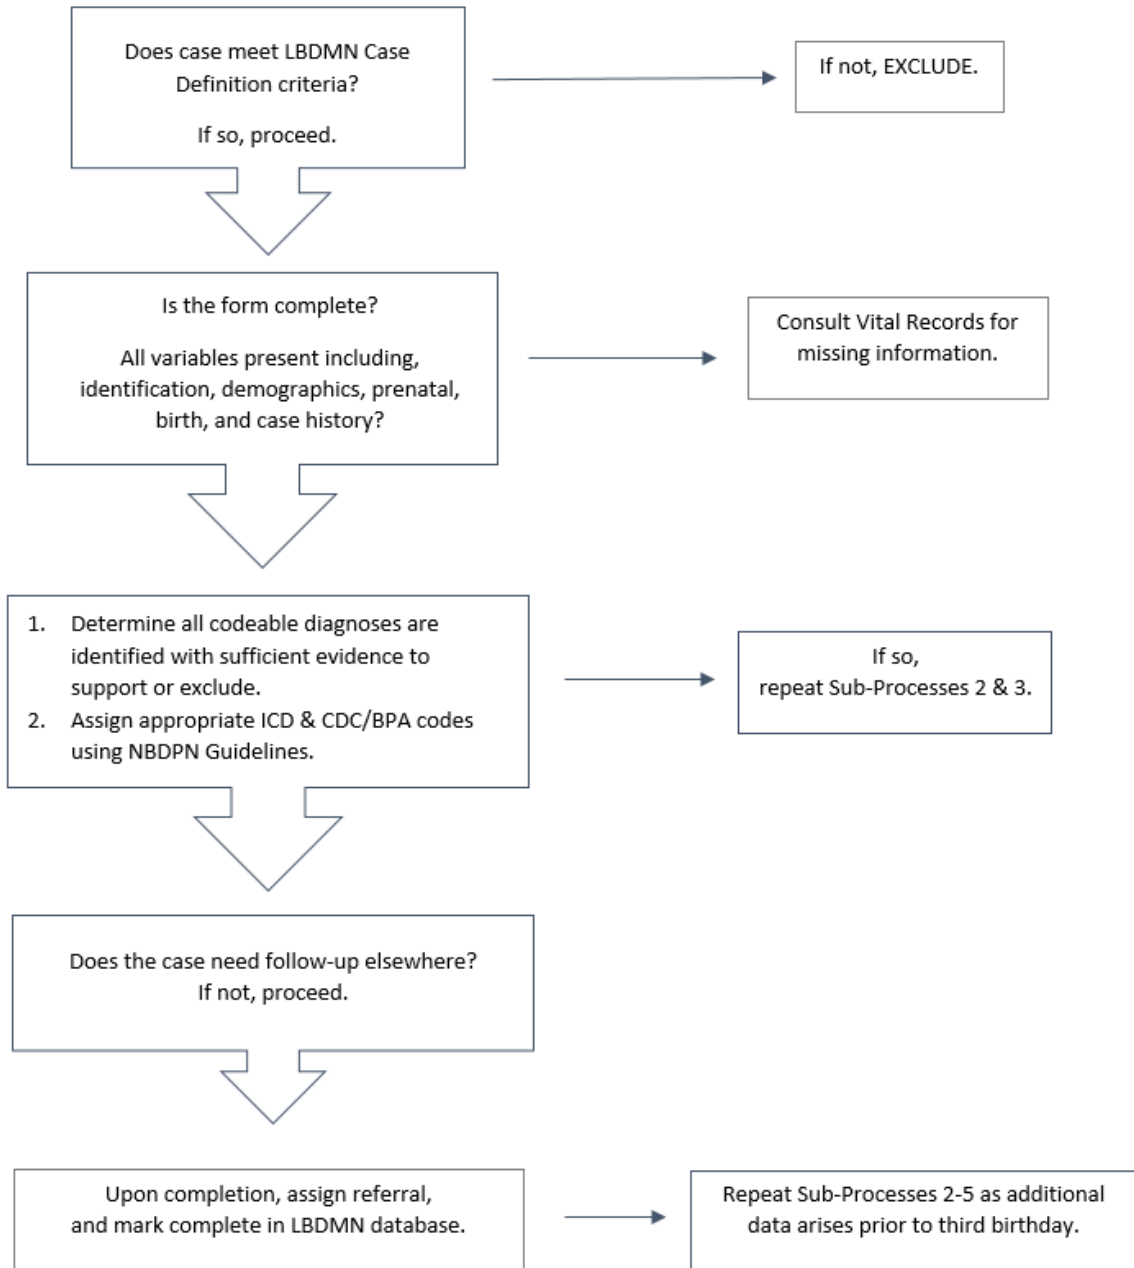 Does case meet LBDMN Case
Definition criteria?
If so, proceed.
If not, EXCLUDE.
Is the form complete?
All variables present including,
identification, demographics, prenatal,
birth, and case history?
Consult Vital Records for
missing information.
1. Determine all codeable diagnoses are
identified with sufficient evidence to
support or exclude.
2. Assign appropriate ICD & CDC/BPA codes
using NBDPN Guidelines.
If so,
repeat Sub-Processes 2 & 3.
Does the case need follow-up elsewhere?
If not, proceed.
Upon completion, assign referral,
and mark complete in LBDMN database.
Repeat Sub-Processes 2-5 as additional
data arises prior to third birthday.